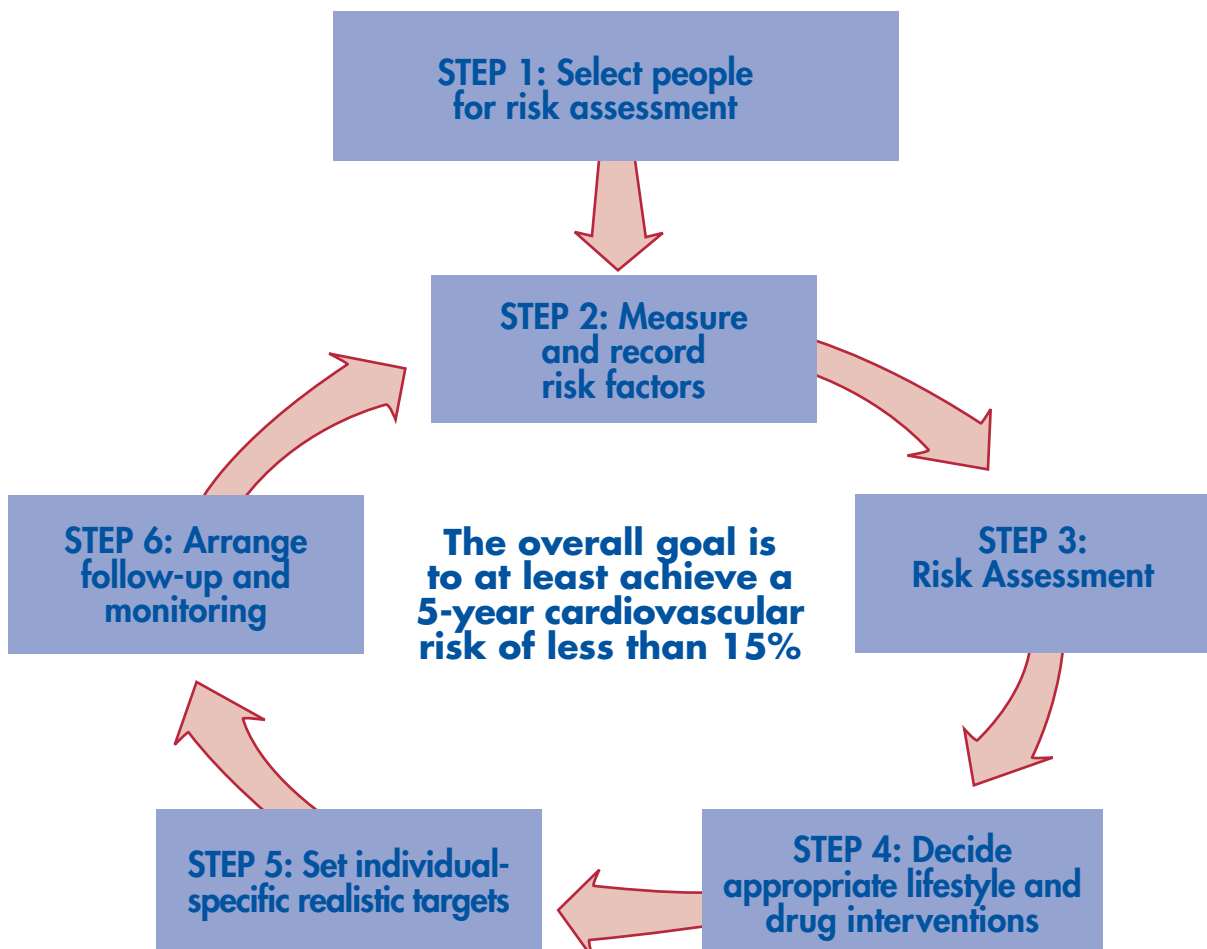 STEP 1: Select people
for risk assessment
STEP 2: Measure
and record
risk factors
STEP 3:
Risk Assessment
STEP 4: Decide
appropriate lifestyle and
drug interventions
STEP 5: Set individual-
specific realistic targets
STEP 6: Arrange
follow-up and
monitoring
The overall goal is
to at least achieve a
5-year cardiovascular
risk of less than 15%